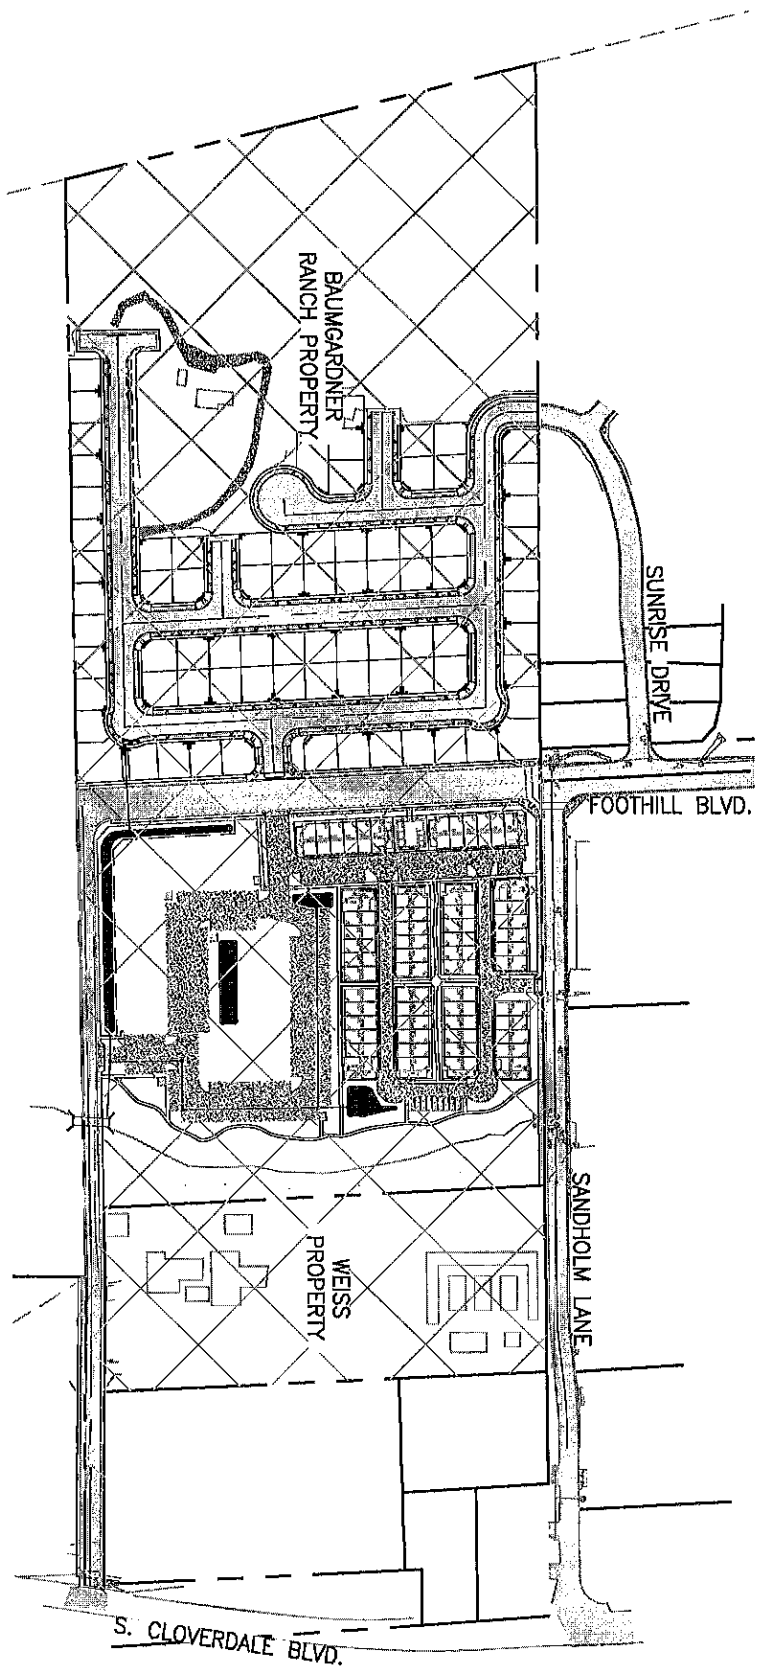 BAUMGARDNER
RANCH PROPERTY
SUNRISE DRIVE
FOOTHILL BLVD.
SANDHOLM LANE
WEISS
PROPERTY
S. CLOVERDALE BLVD.